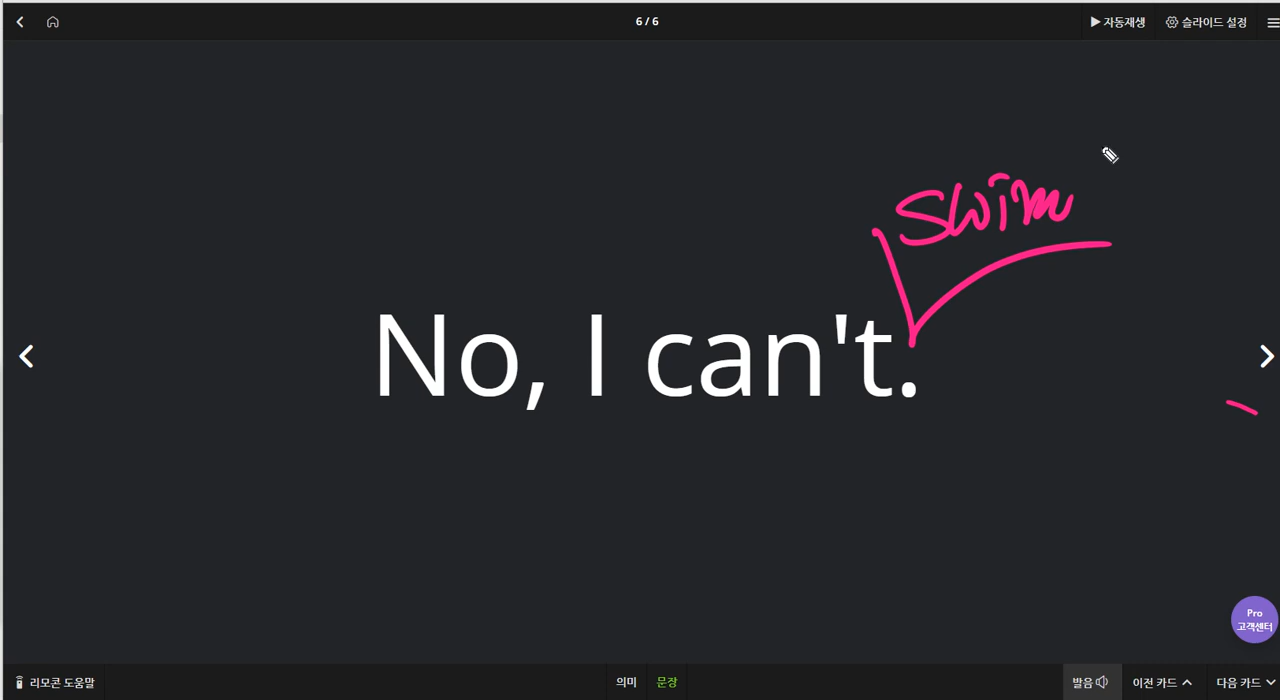 6 / 6
자동재생
슬라이드 설정
swim
No, I can't.
Pro
고객센터
리모콘 도움말
의미
문장
발음
이전 카드
다음 카드